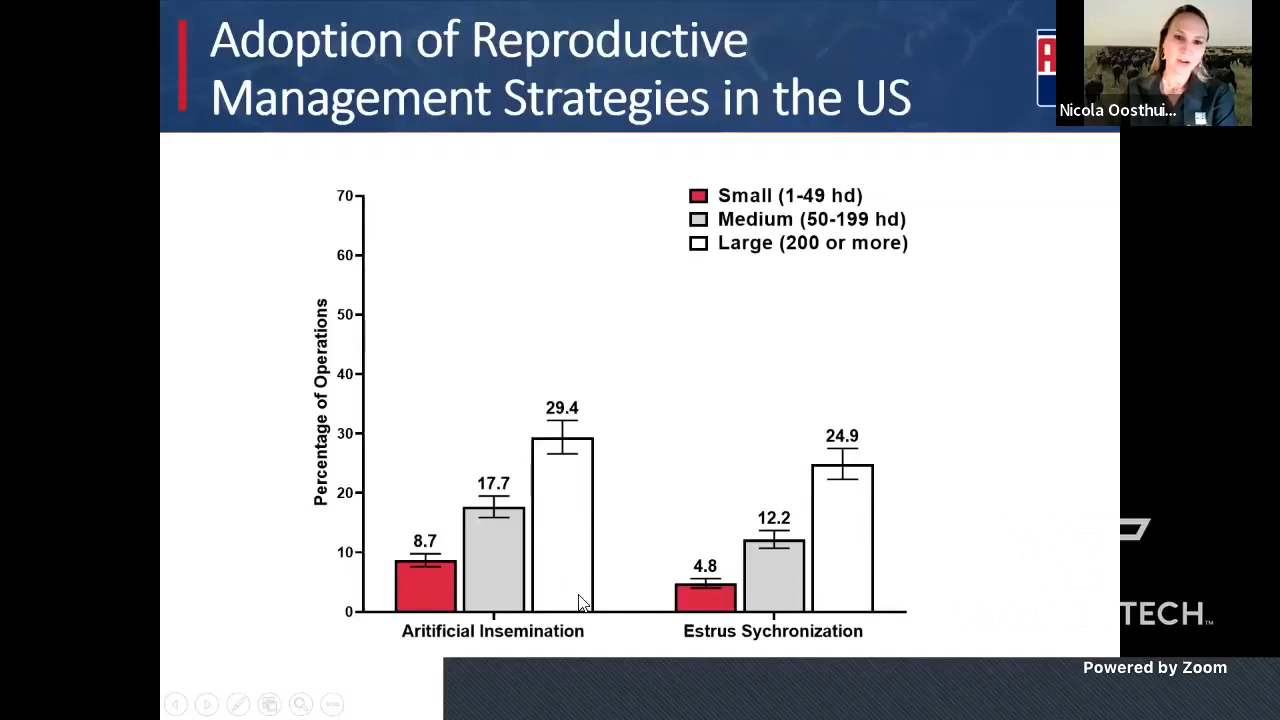 Adoption of Reproductive
Management Strategies in the US
A
Nicola Oosthui...
Small (1-49 hd)
Medium (50-199 hd)
Large (200 or more)
Percentage of Operations
70
60
50
40
30
20
10
0
8.7
17.7
29.4
4.8
12.2
24.9
Aritificial Insemination
Estrus Sychronization
TECH™
Powered by Zoom